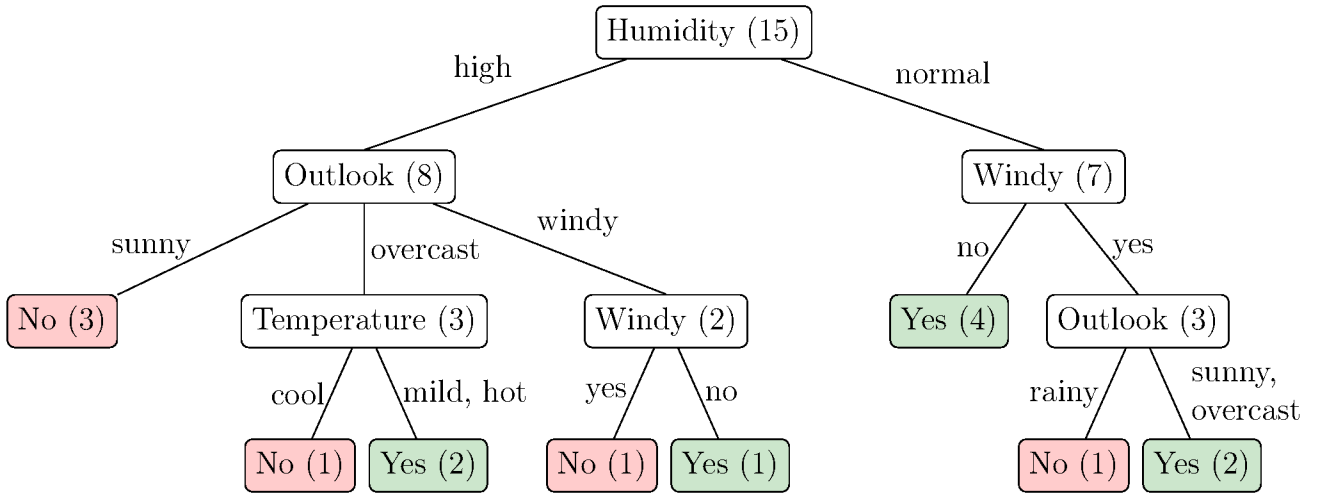 Humidity (15)
high
normal
Outlook (8)
Windy (7)
sunny
overcast
windy
no
yes
No (3)
Temperature (3)
Windy (2)
Yes (4)
Outlook (3)
cool
mild, hot
yes
no
rainy
sunny,
overcast
No (1)
Yes (2)
No (1)
Yes (1)
No (1)
Yes (2)